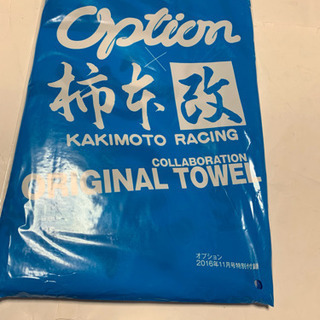 Option
×
柿本改
KAKIMOTO RACING
COLLABORATION
ORIGINAL TOWEL
オプション
2016年11月号特別付録